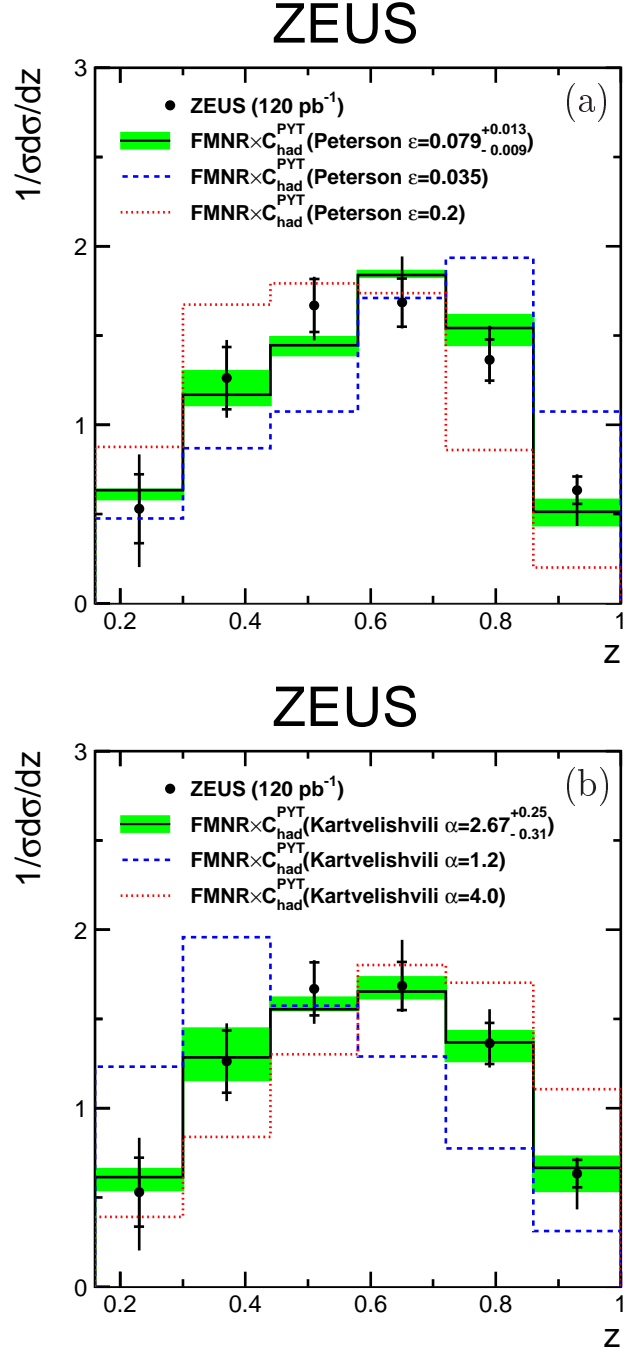 ZEUS
3
2
1
0
1/σdσ/dz
(a)
ZEUS (120 pb⁻¹)
FMNR×C_had^PYT(Peterson ε=0.079 +0.013 - 0.009)
FMNR×C_had^PYT(Peterson ε=0.035)
FMNR×C_had^PYT(Peterson ε=0.2)
0.2 0.4 0.6 0.8 1
z
ZEUS
3
2
1
0
1/σdσ/dz
(b)
ZEUS (120 pb⁻¹)
FMNR×C_had^PYT(Kartvelishvili α=2.67 +0.25 - 0.31)
FMNR×C_had^PYT(Kartvelishvili α=1.2)
FMNR×C_had^PYT(Kartvelishvili α=4.0)
0.2 0.4 0.6 0.8 1
z